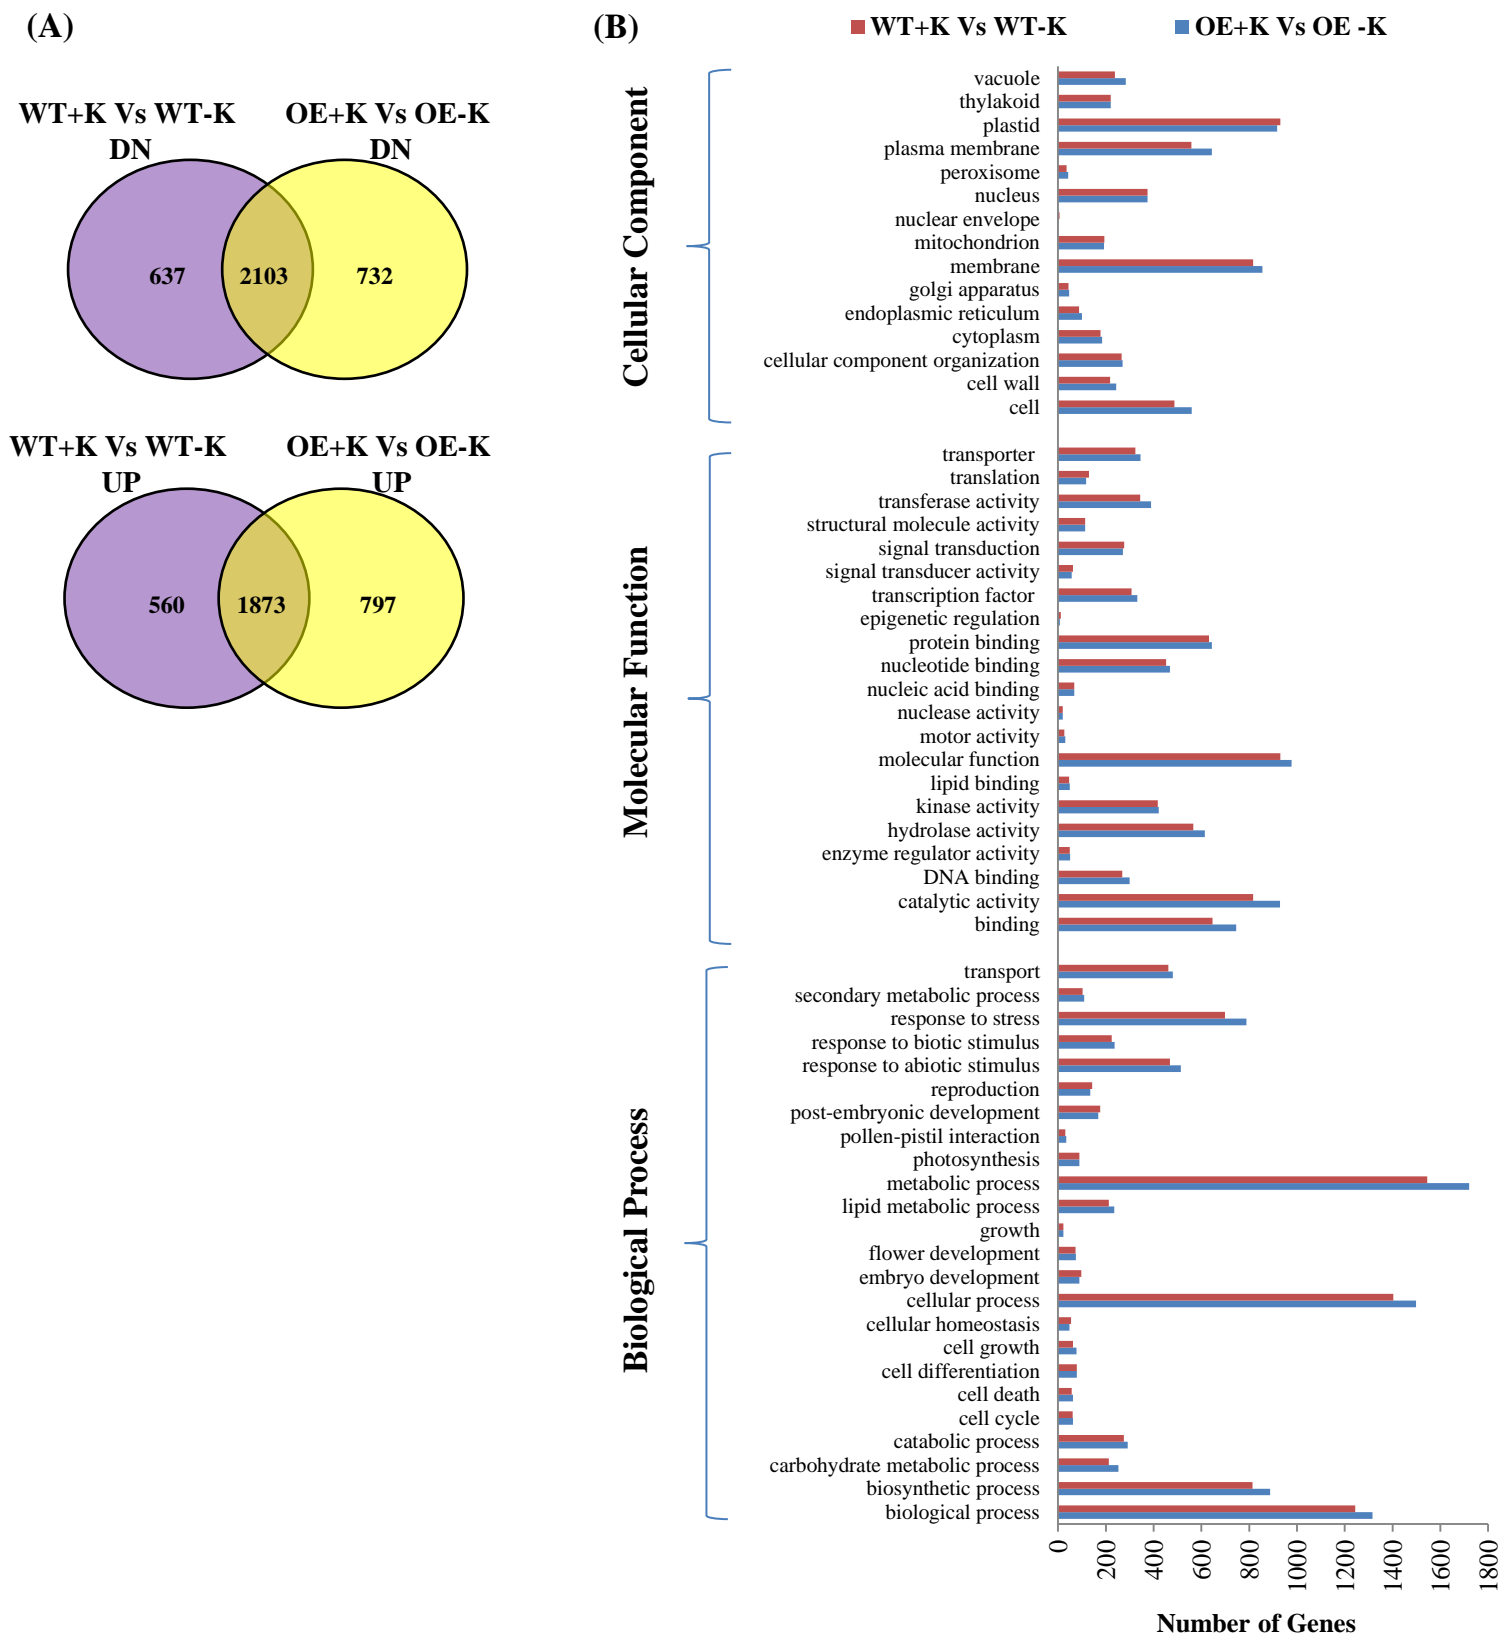 (A)
WT+K Vs WT-K
DN
OE+K Vs OE-K
DN
637
2103
732
WT+K Vs WT-K
UP
OE+K Vs OE-K
UP
560
1873
797
(B)
WT+K Vs WT-K
OE+K Vs OE -K
Cellular Component
vacuole
thylakoid
plastid
plasma membrane
peroxisome
nucleus
nuclear envelope
mitochondrion
membrane
golgi apparatus
endoplasmic reticulum
cytoplasm
cellular component organization
cell wall
cell
Molecular Function
transporter
translation
transferase activity
structural molecule activity
signal transduction
signal transducer activity
transcription factor
epigenetic regulation
protein binding
nucleotide binding
nucleic acid binding
nuclease activity
motor activity
molecular function
lipid binding
kinase activity
hydrolase activity
enzyme regulator activity
DNA binding
catalytic activity
binding
Biological Process
transport
secondary metabolic process
response to stress
response to biotic stimulus
response to abiotic stimulus
reproduction
post-embryonic development
pollen-pistil interaction
photosynthesis
metabolic process
lipid metabolic process
growth
flower development
embryo development
cellular process
cellular homeostasis
cell growth
cell differentiation
cell death
cell cycle
catabolic process
carbohydrate metabolic process
biosynthetic process
biological process
0
200
400
600
800
1000
1200
1400
1600
1800
Number of Genes